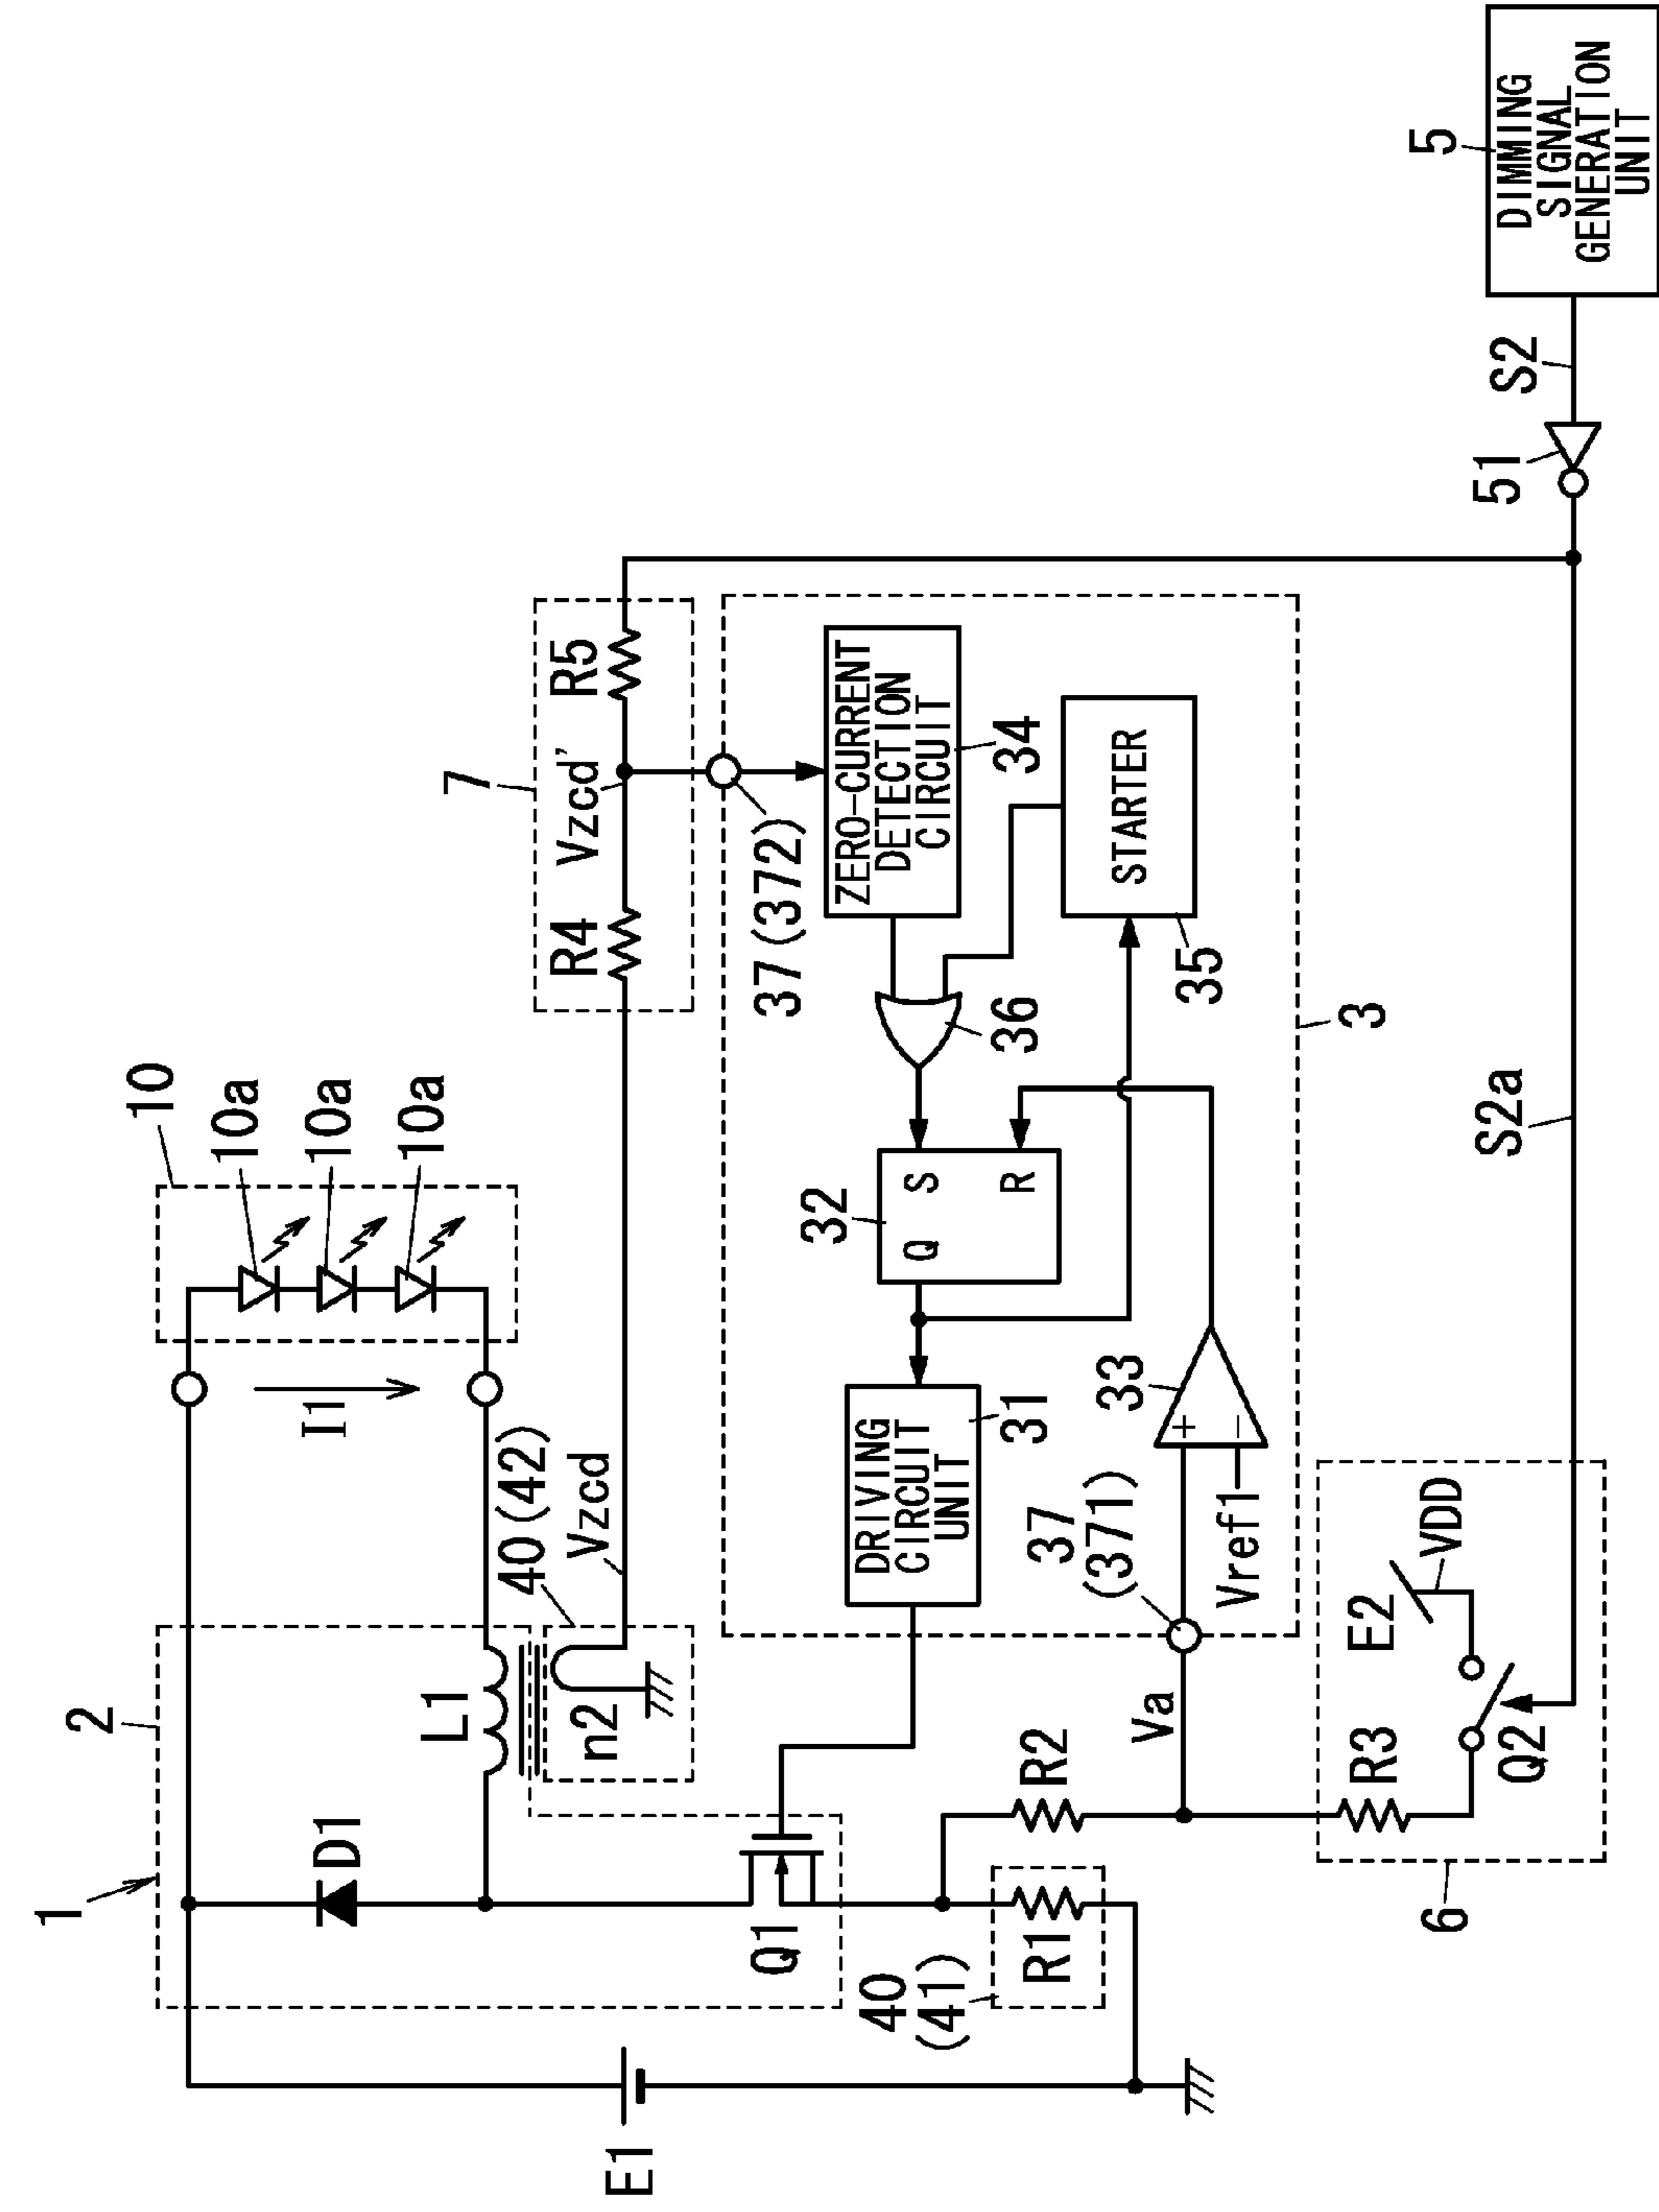 1
2
10
10a
10a
10a
D1
I1
L1
40(42)
n2
Vzcd
7
R4
Vzcd'
R5
E1
Q1
40
(41)
R1
R2
Va
37
(371)
Vref1
37(372)
DRIVING
CIRCUIT
UNIT
31
32
Q
S
R
33
+
−
36
ZERO-CURRENT
DETECTION
CIRCUIT
34
STARTER
35
3
6
R3
Q2
E2
VDD
S2a
51
S2
5
DIMMING
SIGNAL
GENERATION
UNIT